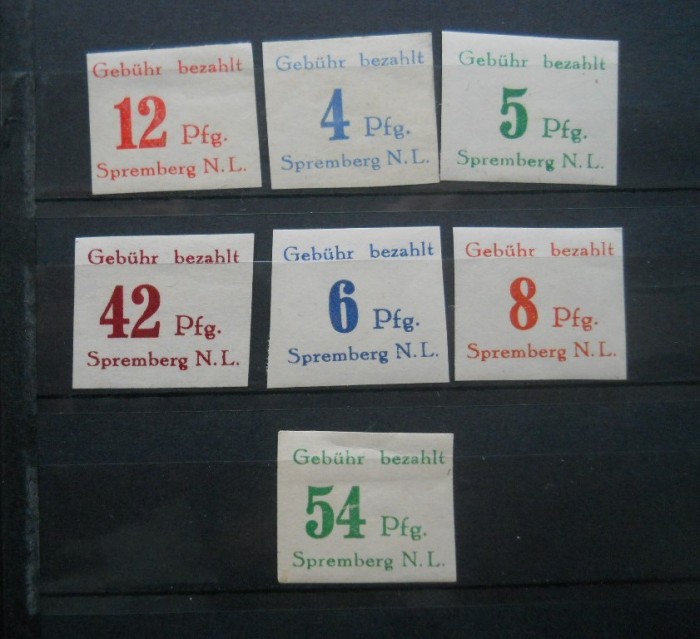 Gebühr bezahlt
12 Pfg.
Spremberg N.L.
Gebühr bezahlt
4 Pfg.
Spremberg N.L.
Gebühr bezahlt
5 Pfg.
Spremberg N.L.
Gebühr bezahlt
42 Pfg.
Spremberg N.L.
Gebühr bezahlt
6 Pfg.
Spremberg N.L.
Gebühr bezahlt
8 Pfg.
Spremberg N.L.
Gebühr bezahlt
54 Pfg.
Spremberg N.L.